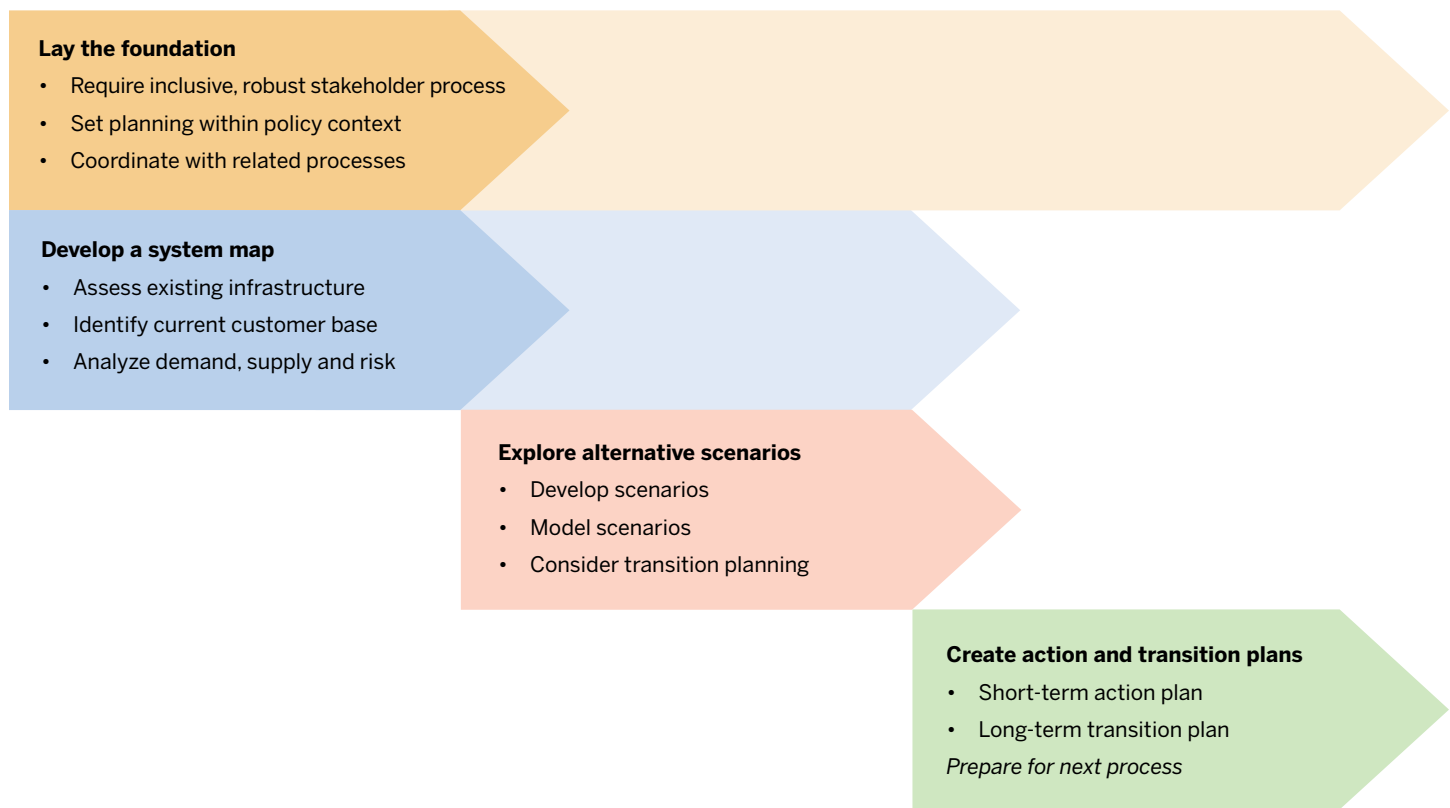 Lay the foundation
• Require inclusive, robust stakeholder process
• Set planning within policy context
• Coordinate with related processes
Develop a system map
• Assess existing infrastructure
• Identify current customer base
• Analyze demand, supply and risk
Explore alternative scenarios
• Develop scenarios
• Model scenarios
• Consider transition planning
Create action and transition plans
• Short-term action plan
• Long-term transition plan
Prepare for next process